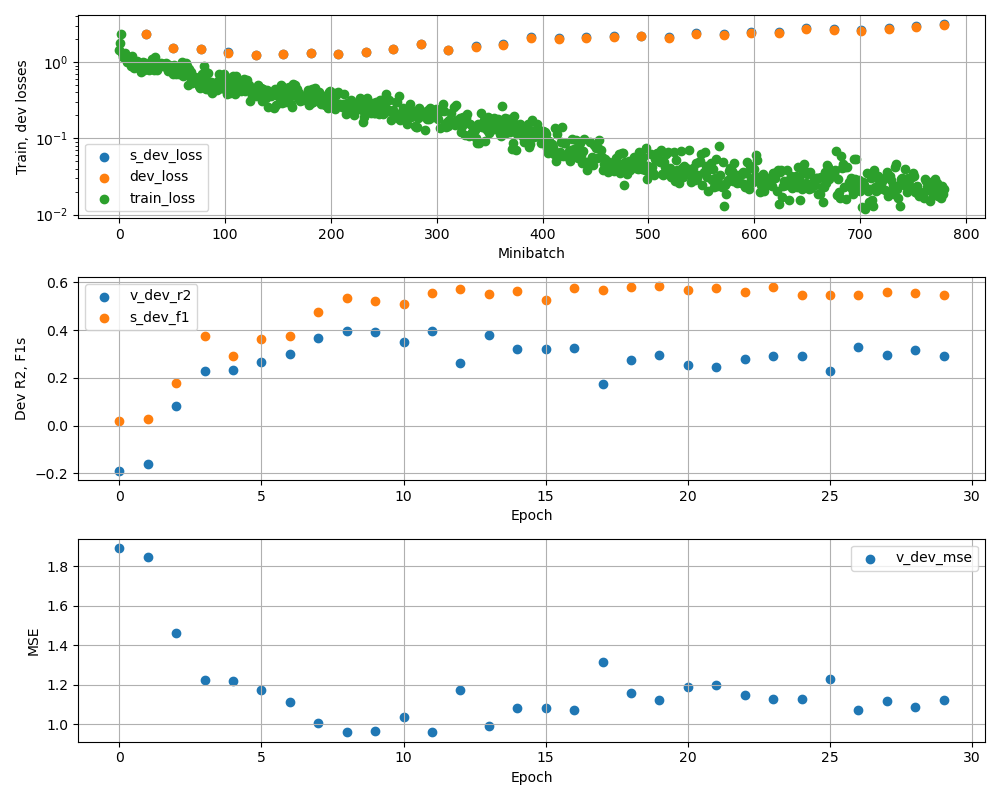 Train, dev losses
10⁰
10⁻¹
10⁻²
s_dev_loss
dev_loss
train_loss
0 100 200 300 400 500 600 700 800
Minibatch
Dev R2, F1s
0.6
0.4
0.2
0.0
−0.2
v_dev_r2
s_dev_f1
0 5 10 15 20 25 30
Epoch
MSE
1.8
1.6
1.4
1.2
1.0
v_dev_mse
0 5 10 15 20 25 30
Epoch